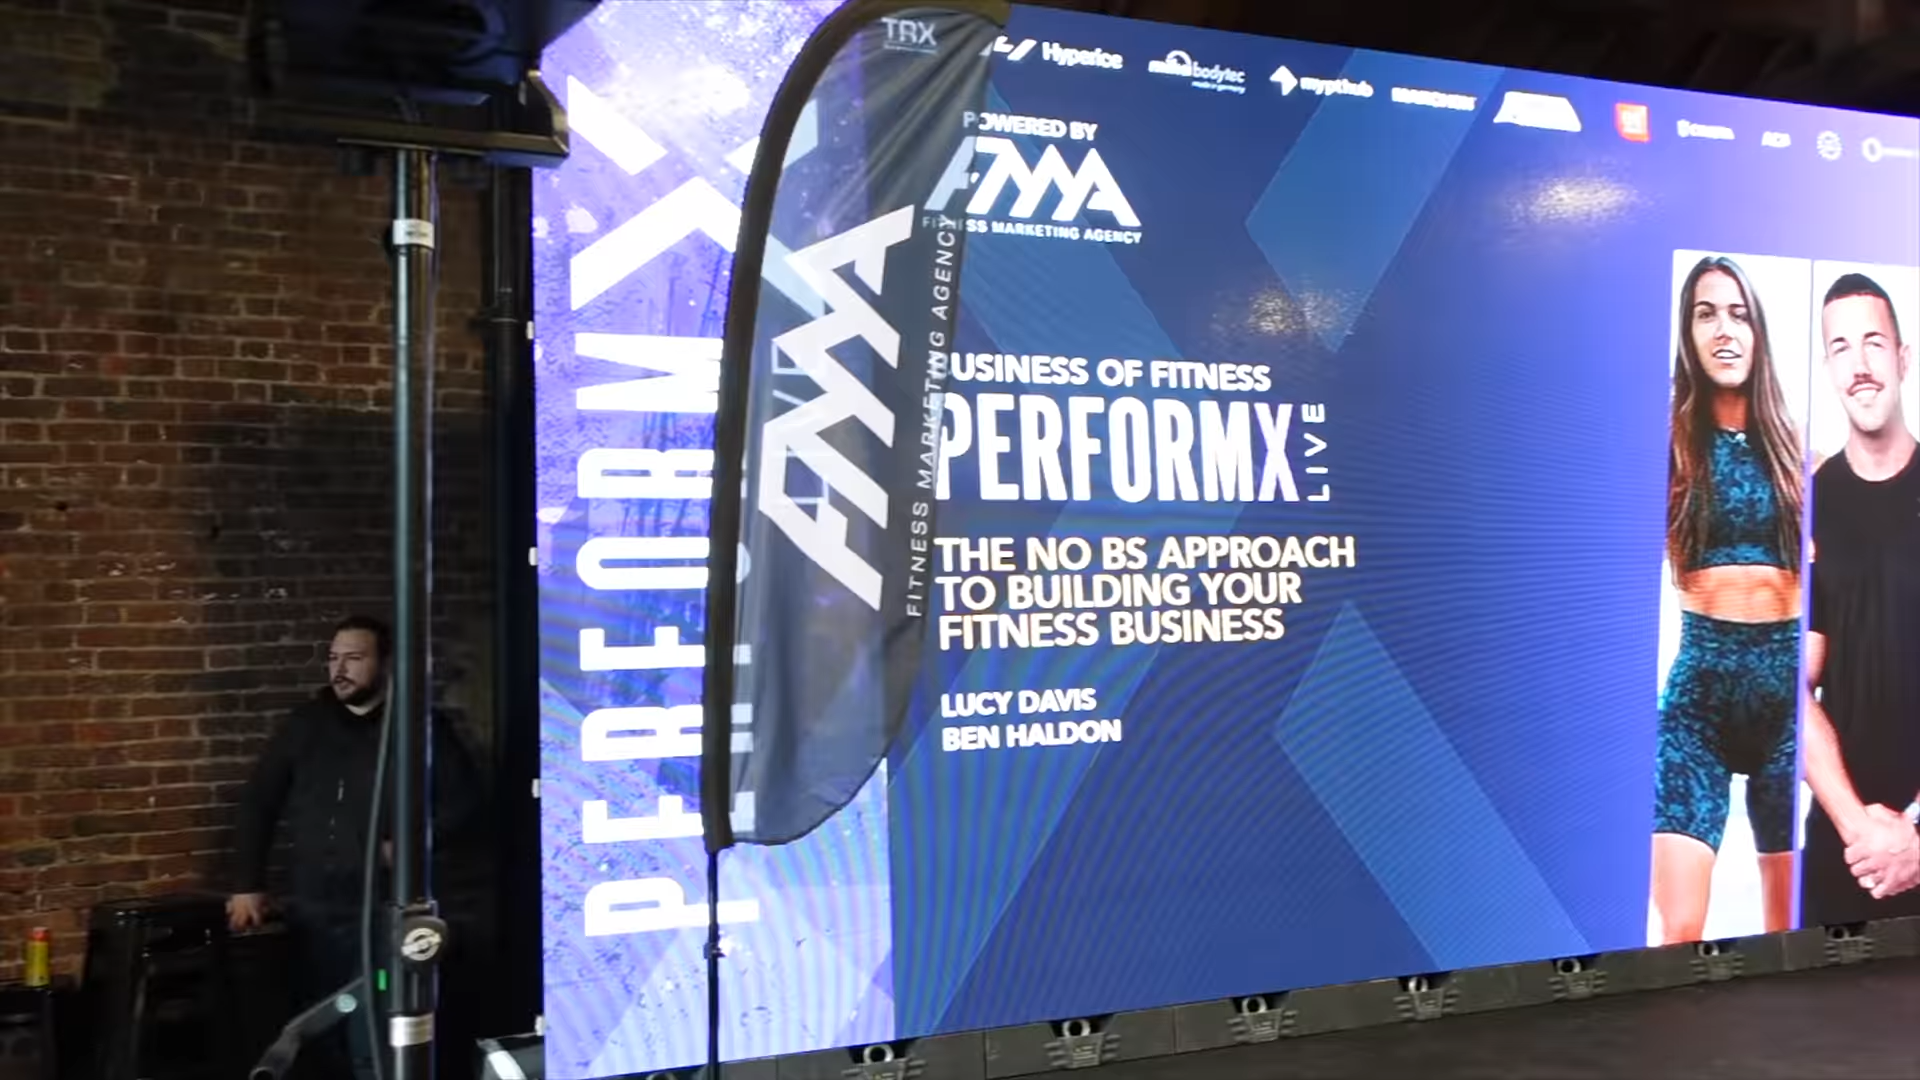 TRX
Hyperice
bodytec
mypthub
POWERED BY
FMA
FITNESS MARKETING AGENCY
PERFORMX
FMA
FITNESS MARKETING AGENCY
USINESS OF FITNESS
PERFORMX
LIVE
THE NO BS APPROACH
TO BUILDING YOUR
FITNESS BUSINESS
LUCY DAVIS
BEN HALDON